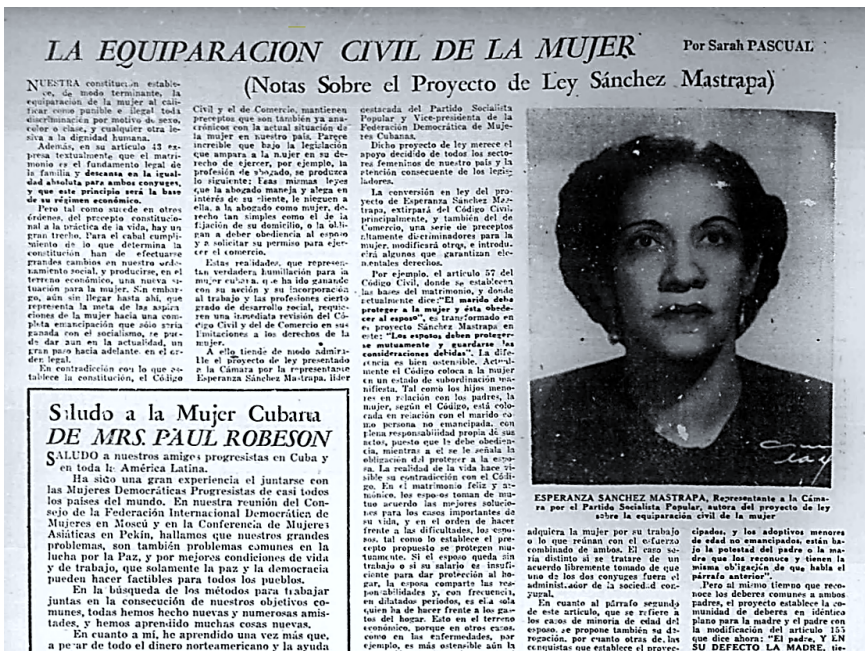 LA EQUIPARACION CIVIL DE LA MUJER
Por Sarah PASCUAL
(Notas Sobre el Proyecto de Ley Sánchez Mastrapa)
NUESTRA constitución estable-
ce, de modo terminante, la
equiparación de la mujer al cali-
ficar como punible e ilegal toda
discriminación por motivo de sexo,
color o clase, y cualquier otra le-
siva a la dignidad humana.
Además, en su artículo 43 ex-
presa textualmente que el matri-
monio es el fundamento legal de
la familia y descansa en la igual-
dad absoluta para ambos conyuges,
y que este principio será la base
de su régimen económico.
Pero tal como sucede en otros
órdenes, del precepto constitucio-
nal a la práctica de la vida, hay un
gran trecho. Para el cabal cumpli-
miento de lo que determina la
constitución han de efectuarse
grandes cambios en nuestro orde-
namiento social, y producirse, en el
terreno económico, una nueva si-
tuación para la mujer. Sin embar-
go, aún sin llegar hasta ahí, que
representa la meta de las aspira-
ciones de la mujer hacia una com-
pleta emancipación que sólo sería
ganada con el socialismo, se pue-
de dar aun en la actualidad, un
gran paso hacia adelante, en el or-
den legal.
En contradicción con lo que es-
tablece la constitución, el Código
Civil y el de Comercio, mantienen
preceptos que son también ya ana-
crónicos con la actual situación de
la mujer en nuestro país. Parece
increíble que bajo la legislación
que ampara a la mujer en su de-
recho de ejercer, por ejemplo, la
profesión de abogado, se produzca
lo siguiente: Esas mismas leyes
que la abogado maneja y alega en
interés de su cliente, le nieguen a
ella, a la abogado como mujer, de-
recho tan simples como el de la
fijación de su domicilio, o la obli-
gan a deber obediencia al esposo
y a solicitar su permiso para ejer-
cer el comercio.
Estas realidades, que represen-
tan verdadera humillación para la
mujer cubana, que ha ido ganando
con su acción y su incorporación
al trabajo y las profesiones cierto
grado de desarrollo social, requie-
ren una inmediata revisión del Có-
digo Civil y del de Comercio en sus
limitaciones a los derechos de la
mujer.
A ello tiende de modo admira-
ble el proyecto de ley presentado
a la Cámara por la representante
Esperanza Sánchez Mastrapa, líder
destacada del Partido Socialista
Popular y Vice-presidenta de la
Federación Democrática de Muje-
res Cubanas.
Dicho proyecto de ley merece el
apoyo decidido de todos los secto-
res femeninos de nuestro país y la
atención consecuente de los legis-
ladores.
La conversión en ley del pro-
yecto de Esperanza Sánchez Mas-
trapa, extirpará del Código Civil,
principalmente, y también del de
Comercio, una serie de preceptos
altamente discriminadores para la
mujer, modificará otros, e introdu-
cirá algunos que garantizan ele-
mentales derechos.
Por ejemplo, el artículo 57 del
Código Civil, donde se establecen
las bases del matrimonio, y donde
actualmente dice: "El marido debe
proteger a la mujer y ésta obede-
cer al esposo", es transformado en
el proyecto Sánchez Mastrapa en
este: "Los esposos deben proteger-
se mutuamente y guardarse las
consideraciones debidas". La dife-
rencia es bien ostensible. Actual-
mente el Código coloca a la mujer
en un estado de subordinación ma-
nifiesta. Tal como los hijos meno-
res en relación con los padres, la
mujer, según el Código, está colo-
cada en relación con el marido co-
mo persona no emancipada, con
plena responsabilidad propia de sus
actos, puesto que le debe obedien-
cia, mientras a el se le señala la
obligación del proteger a la espo-
sa. La realidad de la vida hace vi-
sible su contradicción con el Códi-
go. En el matrimonio feliz y ar-
mónico, los esposos toman de mu-
tuo acuerdo las mejores solucio-
nes para los casos importantes de
su vida, y en el orden de hacer
frente a las dificultades, los espo-
sos, tal como lo establece el pre-
cepto propuesto se protegen mu-
tuamente. Si el esposo queda sin
trabajo o si su salario es insufi-
ciente para dar protección al ho-
gar, la esposa comparte las res-
ponsabilidades y, con frecuencia,
en dilatados períodos, es ella sola
quien ha de hacer frente a los gas-
tos del hogar. Esto en el terreno
económico, porque en otros casos,
como en las enfermedades, por
ejemplo, es más ostensible aún la
ESPERANZA SANCHEZ MASTRAPA, Representante a la Cáma-
ra por el Partido Socialista Popular, autora del proyecto de ley
sobre la equiparación civil de la mujer
adquiera la mujer por su trabajo
o lo que reúnan con el esfuerzo
combinado de ambos. El caso se-
ría distinto si se tratare de un
acuerdo libremente tomado de que
uno de los dos conyuges fuera el
administrador de la sociedad con-
yugal.
En cuanto al párrafo segundo
de este artículo, que se refiere a
los casos de minoría de edad del
esposo, se propone también su de-
rogación, por cuanto otras de las
conquistas que establece el proyec-
cipados, y los adoptivos menores
de edad no emancipados, están ba-
jo la potestad del padre o la ma-
dre que los reconoce y tienen la
misma obligación de que habla el
párrafo anterior".
Pero al mismo tiempo que reco-
noce los deberes comunes a ambos
padres, el proyecto establece la co-
munidad de deberes en idéntico
plano para la madre y el padre con
la modificación del artículo 155
que dice ahora: "El padre, Y EN
SU DEFECTO LA MADRE, tie-
Saludo a la Mujer Cubana
DE MRS. PAUL ROBESON
SALUDO a nuestros amigos progresistas en Cuba y
en toda la América Latina.
Ha sido una gran experiencia el juntarse con
las Mujeres Democráticas Progresistas de casi todos
los países del mundo. En nuestra reunión del Con-
sejo de la Federación Internacional Democrática de
Mujeres en Moscú y en la Conferencia de Mujeres
Asiáticas en Pekín, hallamos que nuestros grandes
problemas, son también problemas comunes en la
lucha por la Paz, y por mejores condiciones de vida
y de trabajo, que solamente la paz y la democracia
pueden hacer factibles para todos los pueblos.
En la búsqueda de los métodos para trabajar
juntas en la consecución de nuestros objetivos co-
munes, todas hemos hecho nuevas y numerosas amis-
tades, y hemos aprendido muchas cosas nuevas.
En cuanto a mí, he aprendido una vez más que,
a pesar de todo el dinero norteamericano y la ayuda